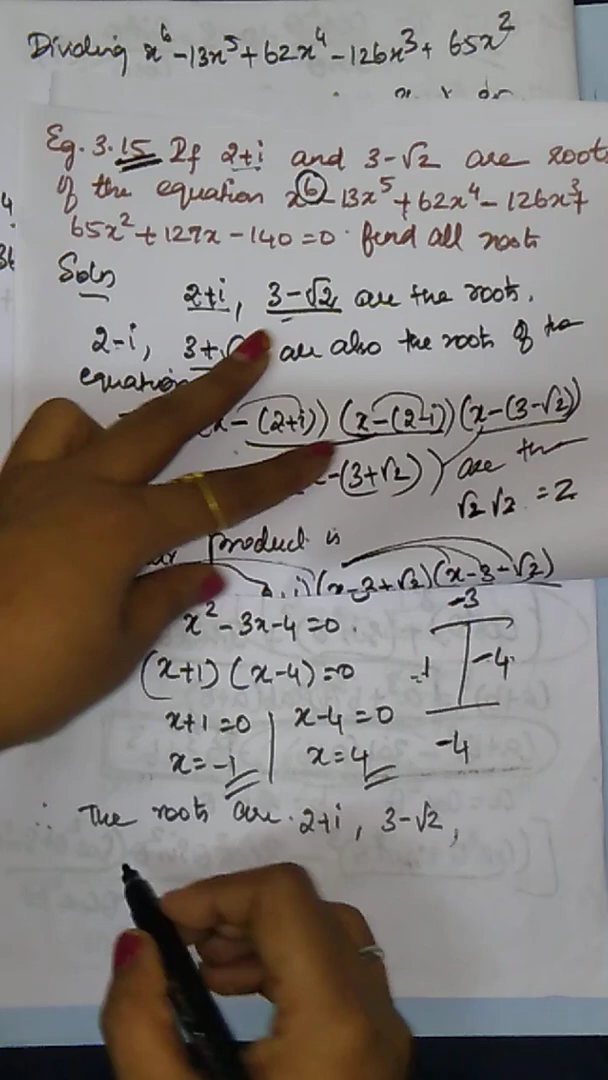 Dividing x⁶-13x⁵+62x⁴-126x³+ 65x²
Eg. 3.15 If 2+i and 3-√2 are roots
of the equation x⁶-13x⁵+62x⁴-126x³+
65x²+127x-140=0. find all roots
Soln
2+i, 3-√2 are the roots.
2-i, 3+√ are also the roots of the
equation
(x-(2+i))(x-(2-i))(x-(3-√2))
-(3+√2)) are the
√2√2 = 2
product is
i)(x-3+√2)(x-3-√2)
x²-3x-4=0.
-3
(x+1)(x-4)=0
1 -4
x+1=0 | x-4=0
x=-1 | x=4
-4
∴ The roots are 2+i, 3-√2,